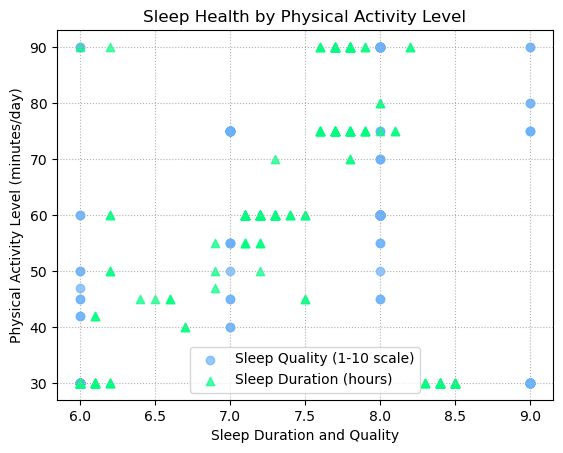 Sleep Health by Physical Activity Level
Physical Activity Level (minutes/day)
90
80
70
60
50
40
30
Sleep Quality (1-10 scale)
Sleep Duration (hours)
6.0 6.5 7.0 7.5 8.0 8.5 9.0
Sleep Duration and Quality